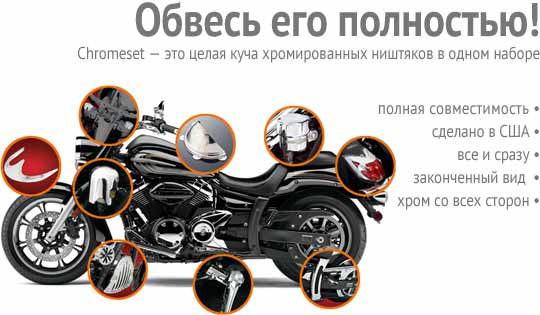 Обвесь его полностью!
Chromeset — это целая куча хромированных ништяков в одном наборе
полная совместимость •
сделано в США •
все и сразу •
законченный вид •
хром со всех сторон •